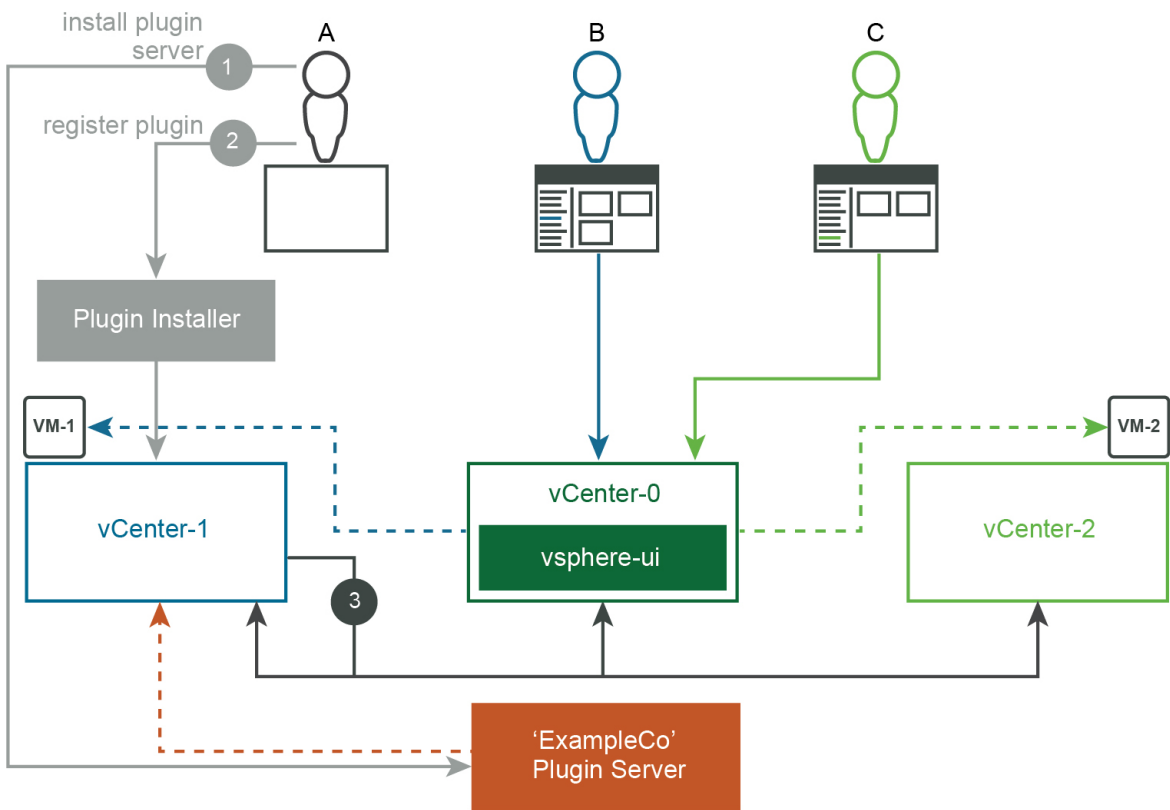 install plugin
server
1
A
B
C
register plugin
2
Plugin Installer
VM-1
VM-2
vCenter-1
vCenter-0
vsphere-ui
vCenter-2
3
‘ExampleCo’
Plugin Server